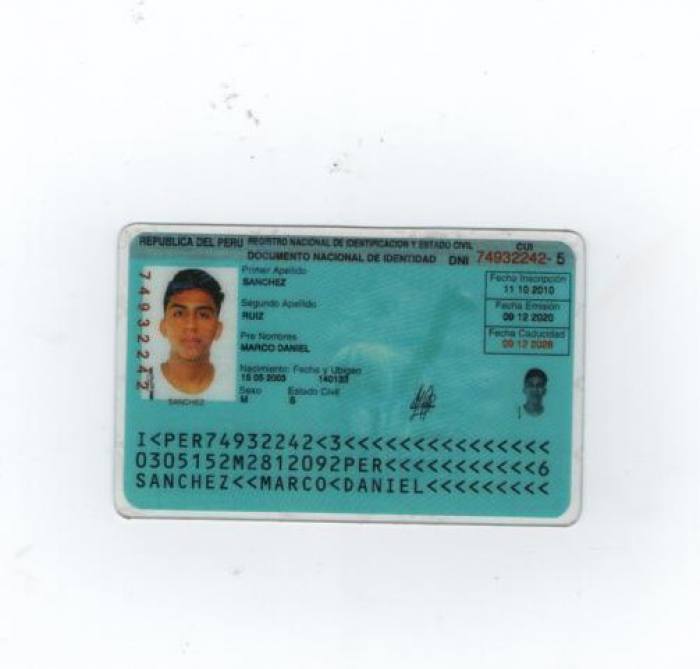 REPUBLICA DEL PERU REGISTRO NACIONAL DE IDENTIFICACION Y ESTADO CIVIL
CUI
DOCUMENTO NACIONAL DE IDENTIDAD DNI 74932242- 5
74932242
Primer Apellido
SANCHEZ
Segundo Apellido
RUIZ
Pre Nombres
MARCO DANIEL
Nacimiento: Fecha y Ubigeo
15 05 2003 140133
Sexo Estado Civil
M S
Fecha Inscripción
11 10 2010
Fecha Emisión
09 12 2020
Fecha Caducidad
09 12 2028
SANCHEZ
I<PER74932242<3<<<<<<<<<<<<<<<
0305152M2812092PER<<<<<<<<<<<6
SANCHEZ<<MARCO<DANIEL<<<<<<<<<